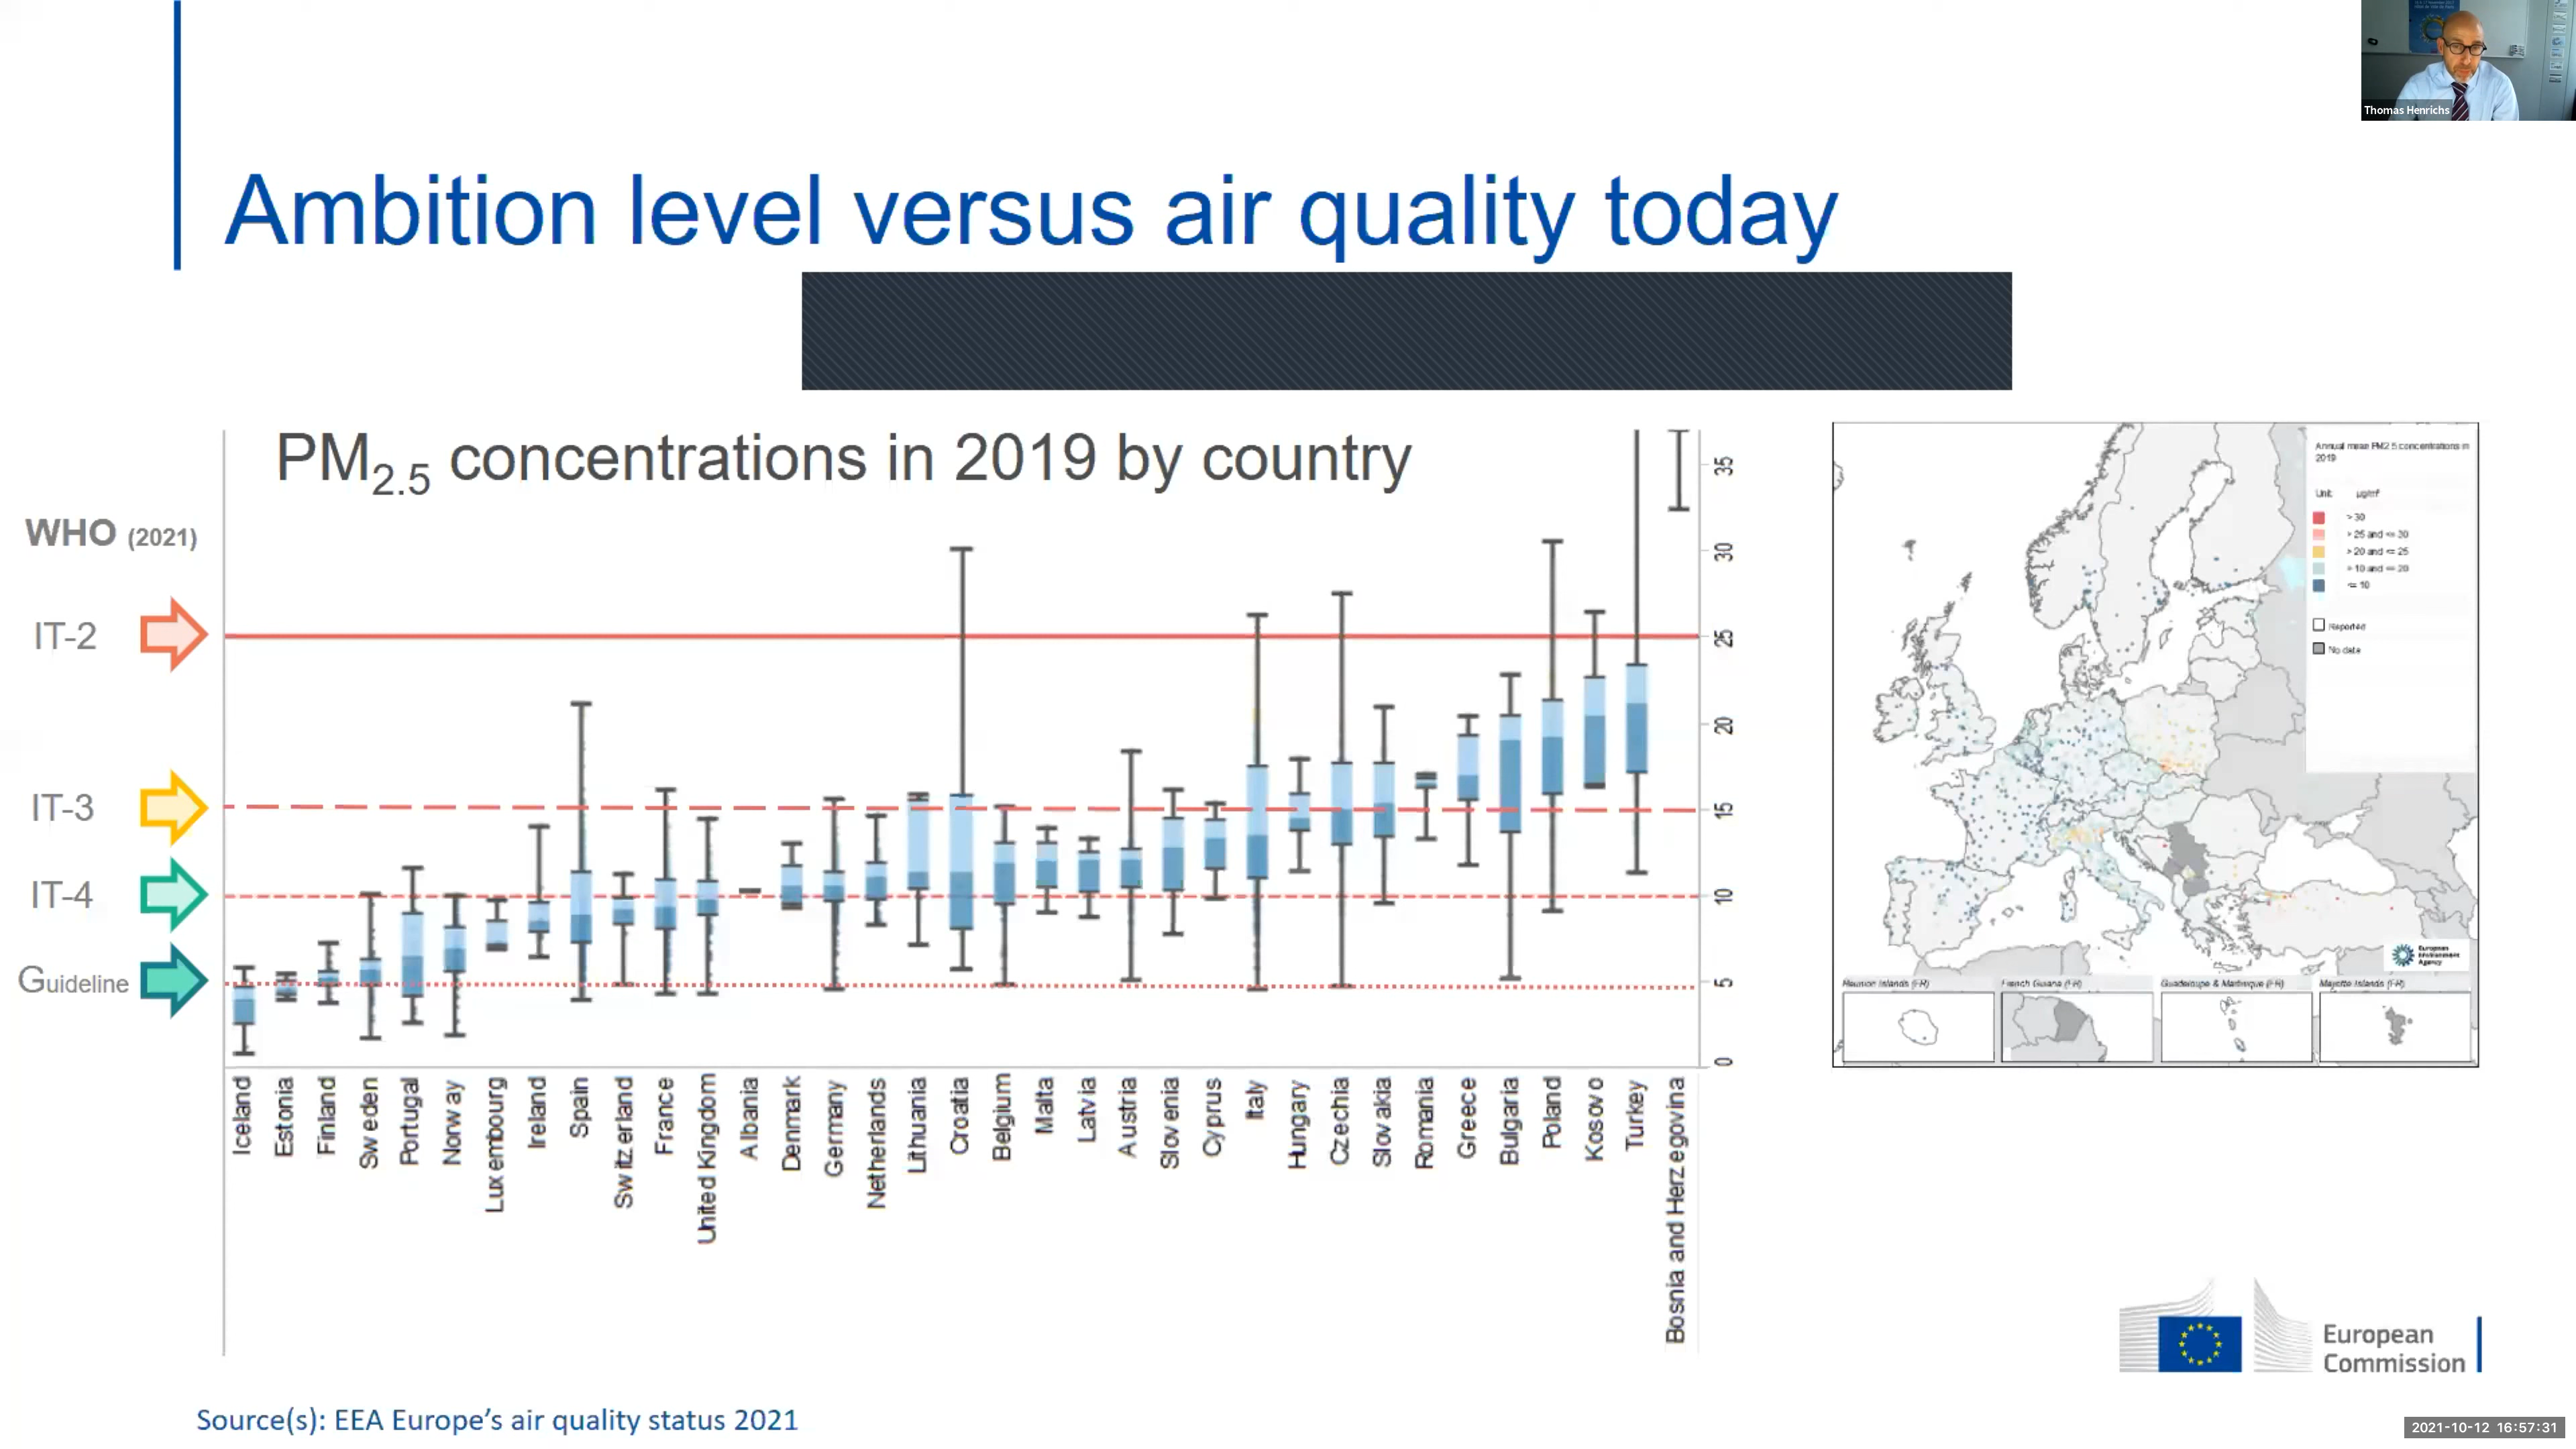 Thomas Henrichs
Ambition level versus air quality today
PM2.5 concentrations in 2019 by country
WHO (2021)
IT-2
IT-3
IT-4
Guideline
35
30
25
20
15
10
5
0
Iceland
Estonia
Finland
Sweden
Portugal
Norway
Luxembourg
Ireland
Spain
Switzerland
France
United Kingdom
Albania
Denmark
Germany
Netherlands
Lithuania
Croatia
Belgium
Malta
Latvia
Austria
Slovenia
Cyprus
Italy
Hungary
Czechia
Slovakia
Romania
Greece
Bulgaria
Poland
Kosovo
Turkey
Bosnia and Herzegovina
Annual mean PM2.5 concentrations in
2019
Unit: µg/m³
> 30
> 25 and <= 30
> 20 and <= 25
> 10 and <= 20
<= 10
Reported
No data
European
Environment
Agency
Reunion Islands (FR)
French Guiana (FR)
Guadeloupe & Martinique (FR)
Mayotte Islands (FR)
European
Commission
Source(s): EEA Europe's air quality status 2021
2021-10-12 16:57:31